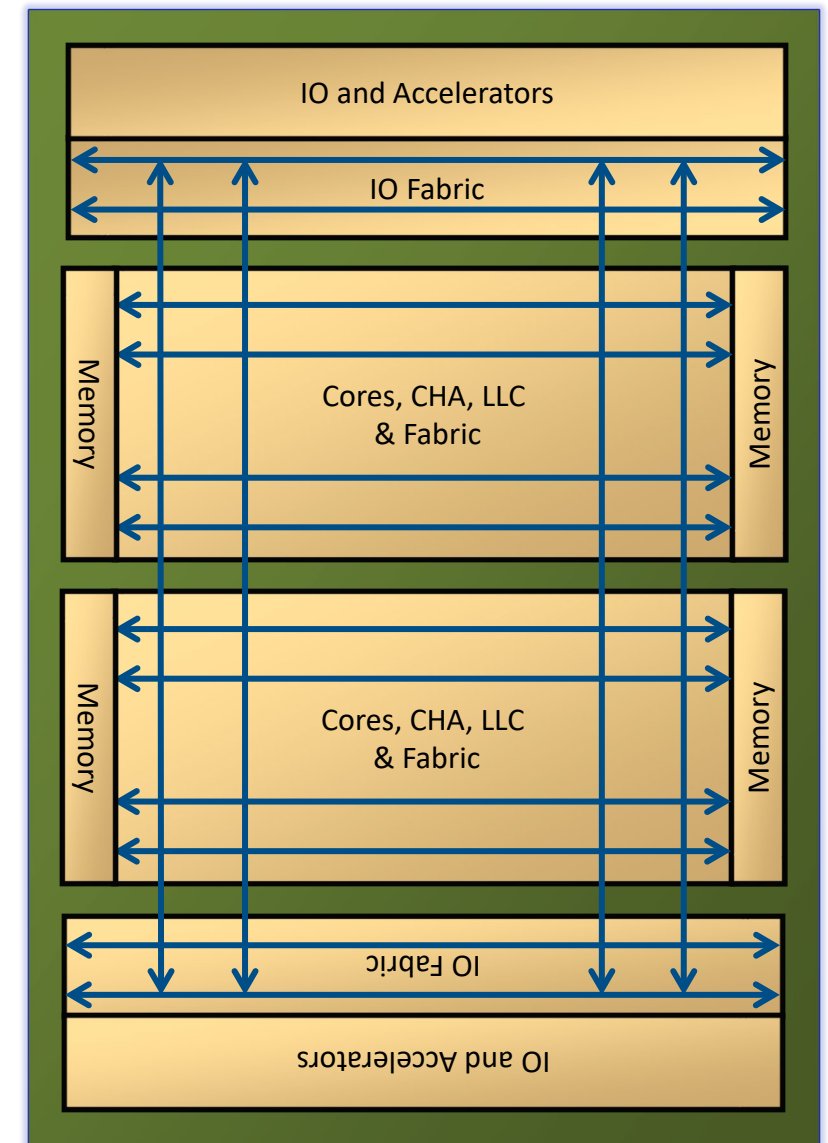 IO and Accelerators
IO Fabric
Memory
Cores, CHA, LLC
& Fabric
Memory
Memory
Cores, CHA, LLC
& Fabric
Memory
IO Fabric
IO and Accelerators